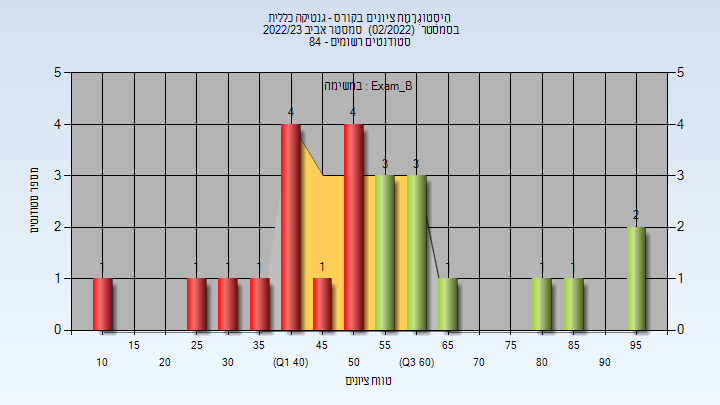 הִיסְטוֹגְרָמַת ציונים בקורס - גנטיקה כללית
בסמסטר (02/2022) סמסטר אביב 2022/23
סטודנטים רשומים - 84
במשימה : Exam_B
5 5
4 4
3 3
2 2
1 1
0 0
מספר סטודנטים
1 1 1 1 4 1 4 3 3 1 1 1 2
15 25 35 45 55 65 75 85 95
10 20 30 (Q1 40) 50 (Q3 60) 70 80 90
טווח ציונים